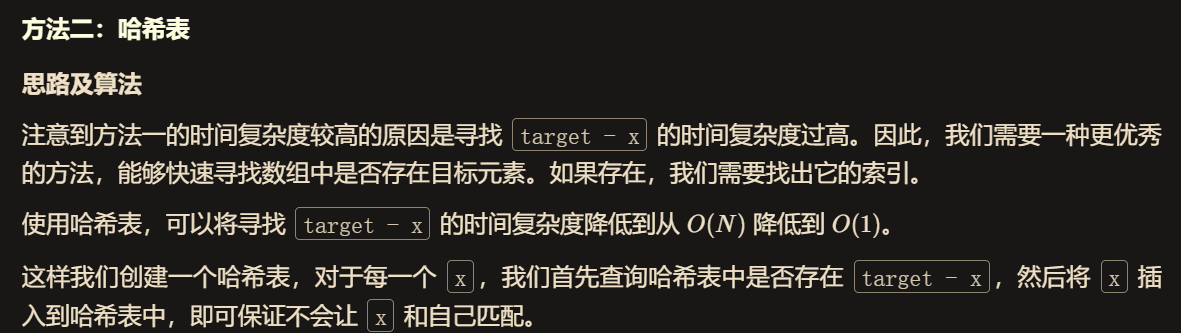 方法二：哈希表
思路及算法
注意到方法一的时间复杂度较高的原因是寻找 target - x 的时间复杂度过高。因此，我们需要一种更优秀
的方法，能够快速寻找数组中是否存在目标元素。如果存在，我们需要找出它的索引。
使用哈希表，可以将寻找 target - x 的时间复杂度降低到从 O(N) 降低到 O(1)。
这样我们创建一个哈希表，对于每一个 x，我们首先查询哈希表中是否存在 target - x，然后将 x 插
入到哈希表中，即可保证不会让 x 和自己匹配。